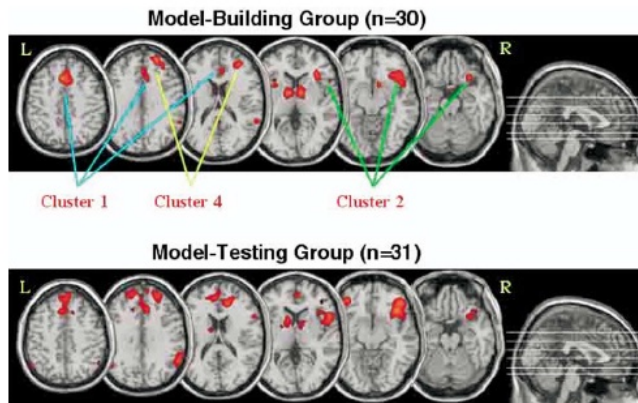 Model-Building Group (n=30)
L R
Cluster 1 Cluster 4 Cluster 2
Model-Testing Group (n=31)
L R